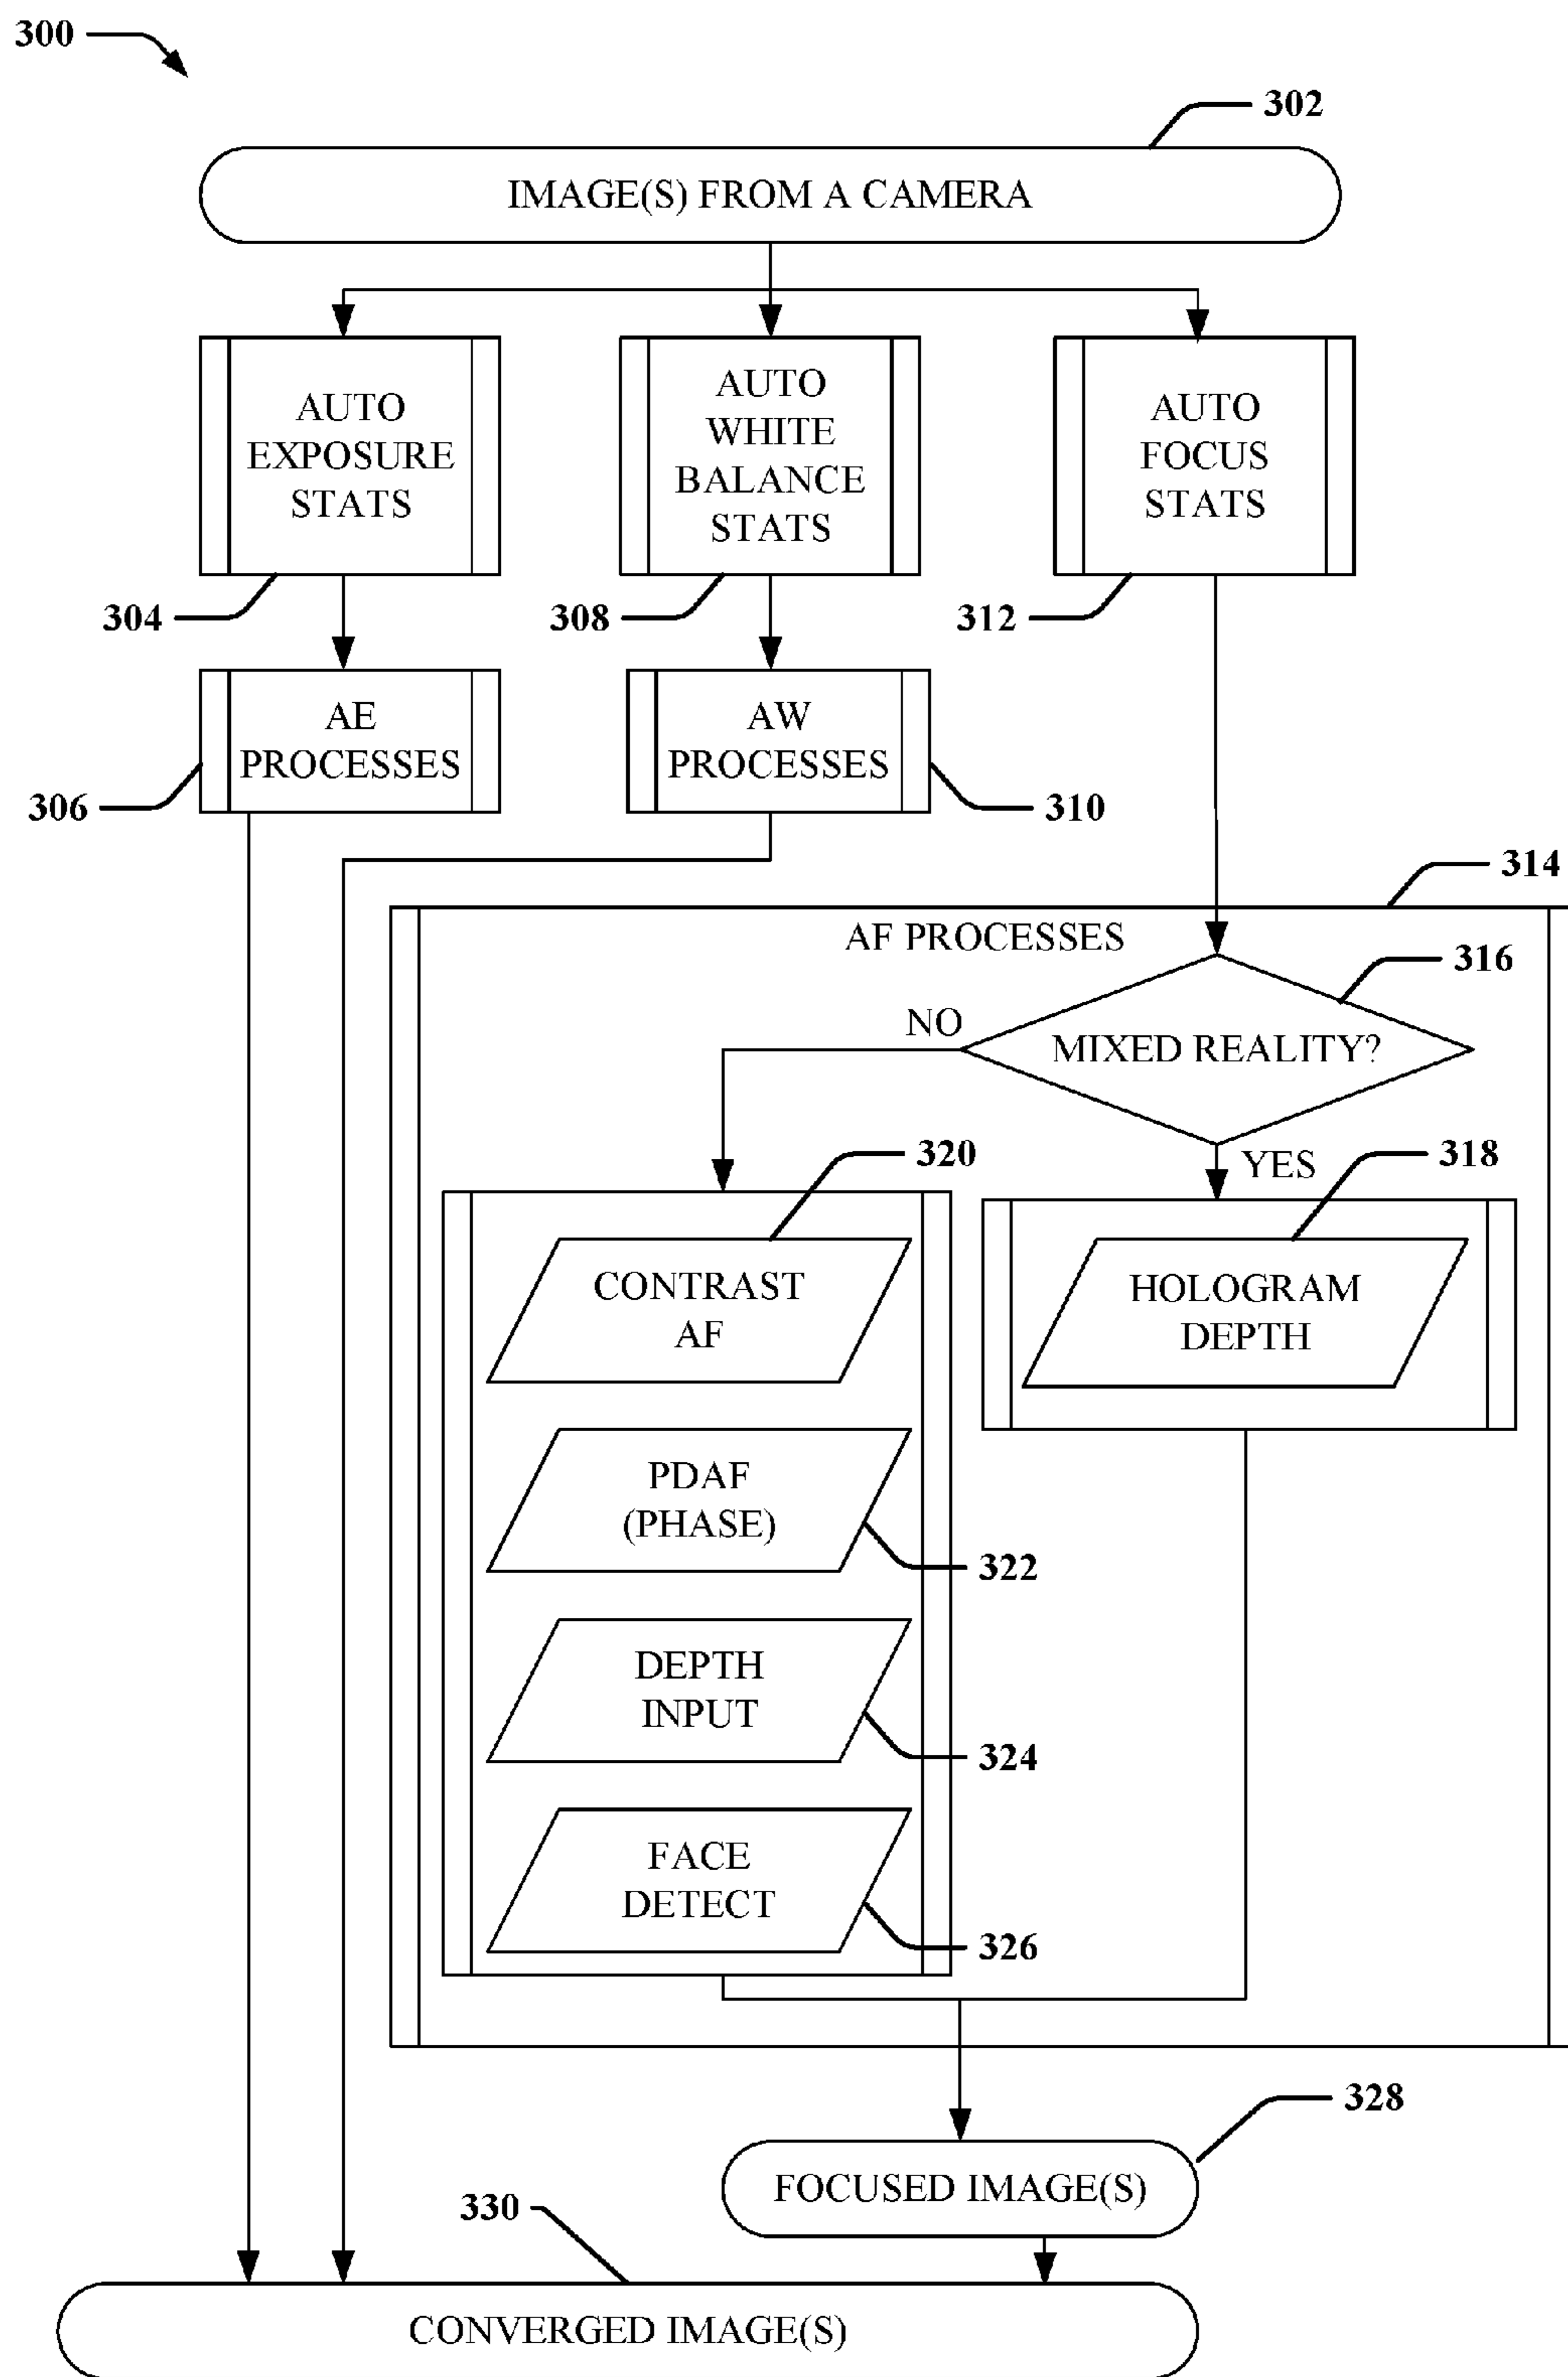 300
302
IMAGE(S) FROM A CAMERA
AUTO
EXPOSURE
STATS
AUTO
WHITE
BALANCE
STATS
AUTO
FOCUS
STATS
304
308
312
AE
PROCESSES
AW
PROCESSES
306
310
314
AF PROCESSES
316
NO
MIXED REALITY?
320
YES
318
CONTRAST
AF
HOLOGRAM
DEPTH
PDAF
(PHASE)
322
DEPTH
INPUT
324
FACE
DETECT
326
328
FOCUSED IMAGE(S)
330
CONVERGED IMAGE(S)